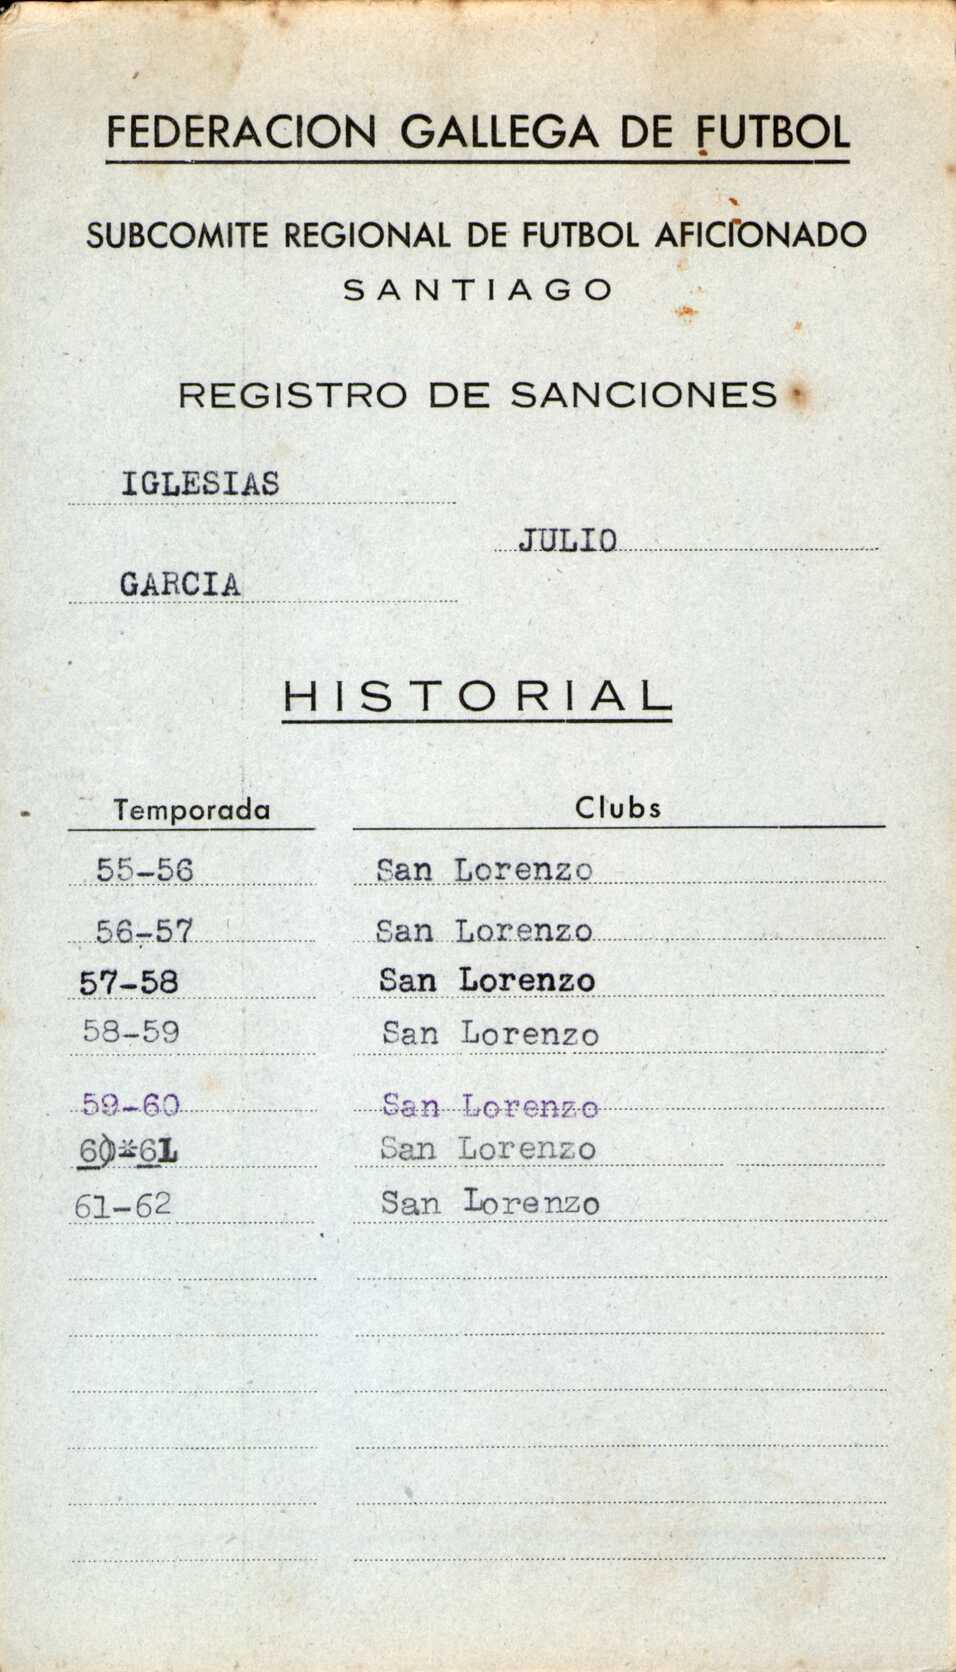 FEDERACION GALLEGA DE FUTBOL
SUBCOMITE REGIONAL DE FUTBOL AFICIONADO
SANTIAGO
REGISTRO DE SANCIONES
IGLESIAS
JULIO
GARCIA
HISTORIAL
Temporada Clubs
55-56 San Lorenzo
56-57 San Lorenzo
57-58 San Lorenzo
58-59 San Lorenzo
59-60 San Lorenzo
60-61 San Lorenzo
61-62 San Lorenzo